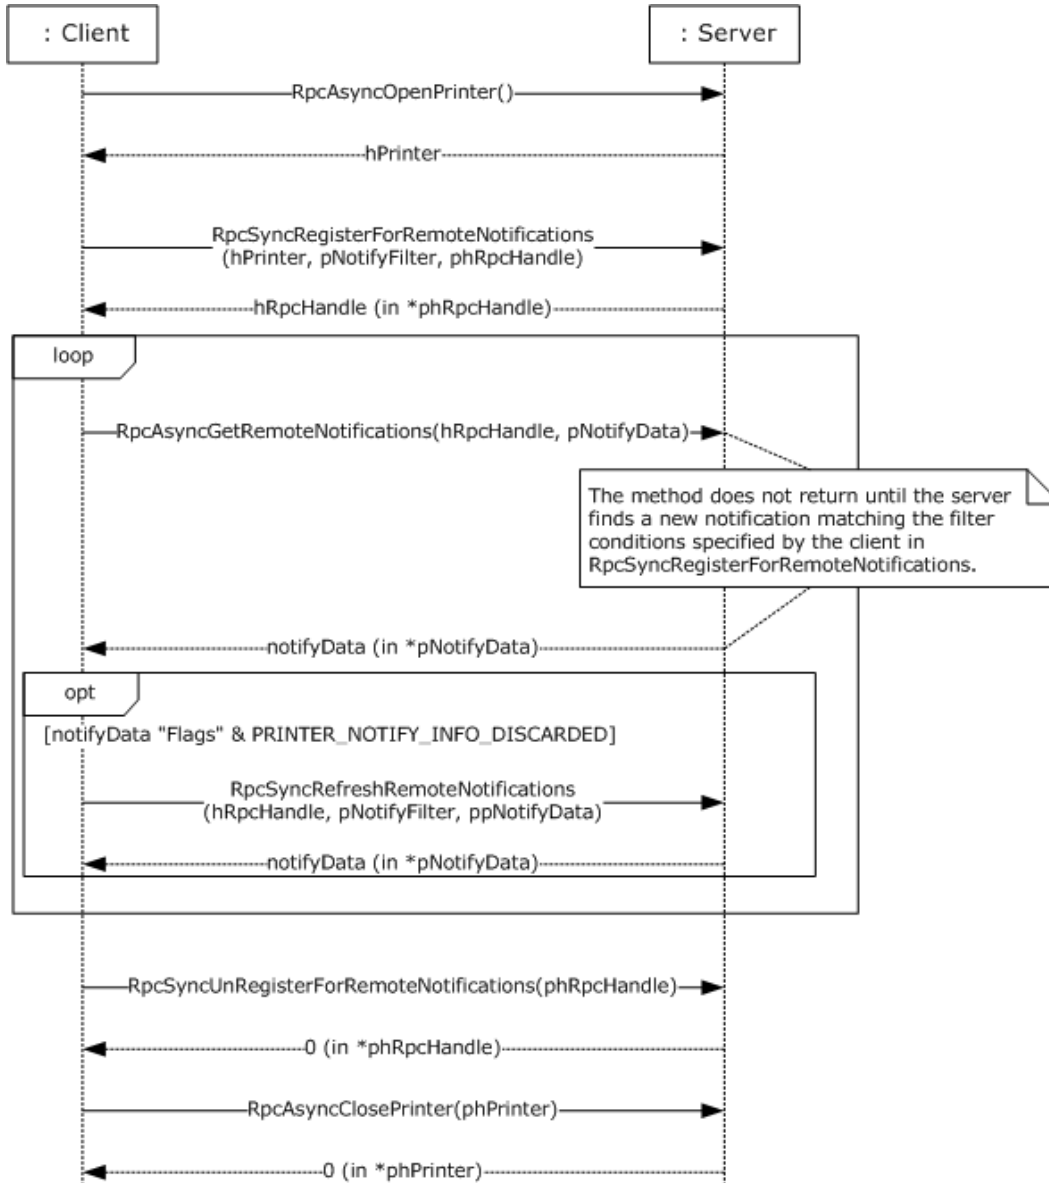 : Client
: Server
RpcAsyncOpenPrinter()
hPrinter
RpcSyncRegisterForRemoteNotifications
(hPrinter, pNotifyFilter, phRpcHandle)
hRpcHandle (in *phRpcHandle)
loop
RpcAsyncGetRemoteNotifications(hRpcHandle, pNotifyData)
The method does not return until the server
finds a new notification matching the filter
conditions specified by the client in
RpcSyncRegisterForRemoteNotifications.
notifyData (in *pNotifyData)
opt
[notifyData "Flags" & PRINTER_NOTIFY_INFO_DISCARDED]
RpcSyncRefreshRemoteNotifications
(hRpcHandle, pNotifyFilter, ppNotifyData)
notifyData (in *pNotifyData)
RpcSyncUnRegisterForRemoteNotifications(phRpcHandle)
0 (in *phRpcHandle)
RpcAsyncClosePrinter(phPrinter)
0 (in *phPrinter)